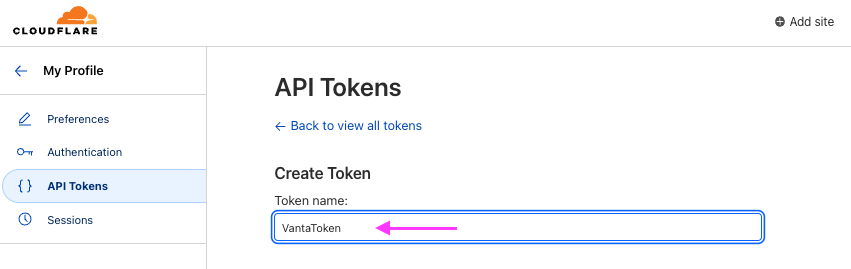 CLOUDFLARE
Add site
My Profile
Preferences
Authentication
API Tokens
Sessions
API Tokens
← Back to view all tokens
Create Token
Token name:
VantaToken